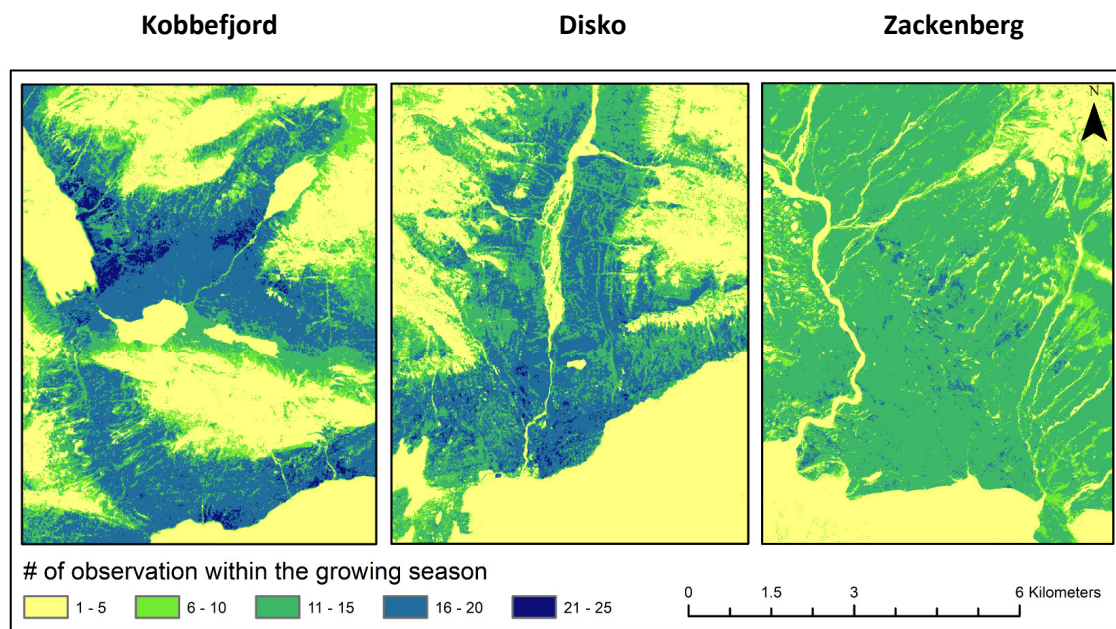 Kobbefjord Disko Zackenberg
N
# of observation within the growing season
1 - 5 6 - 10 11 - 15 16 - 20 21 - 25
0 1.5 3 6 Kilometers